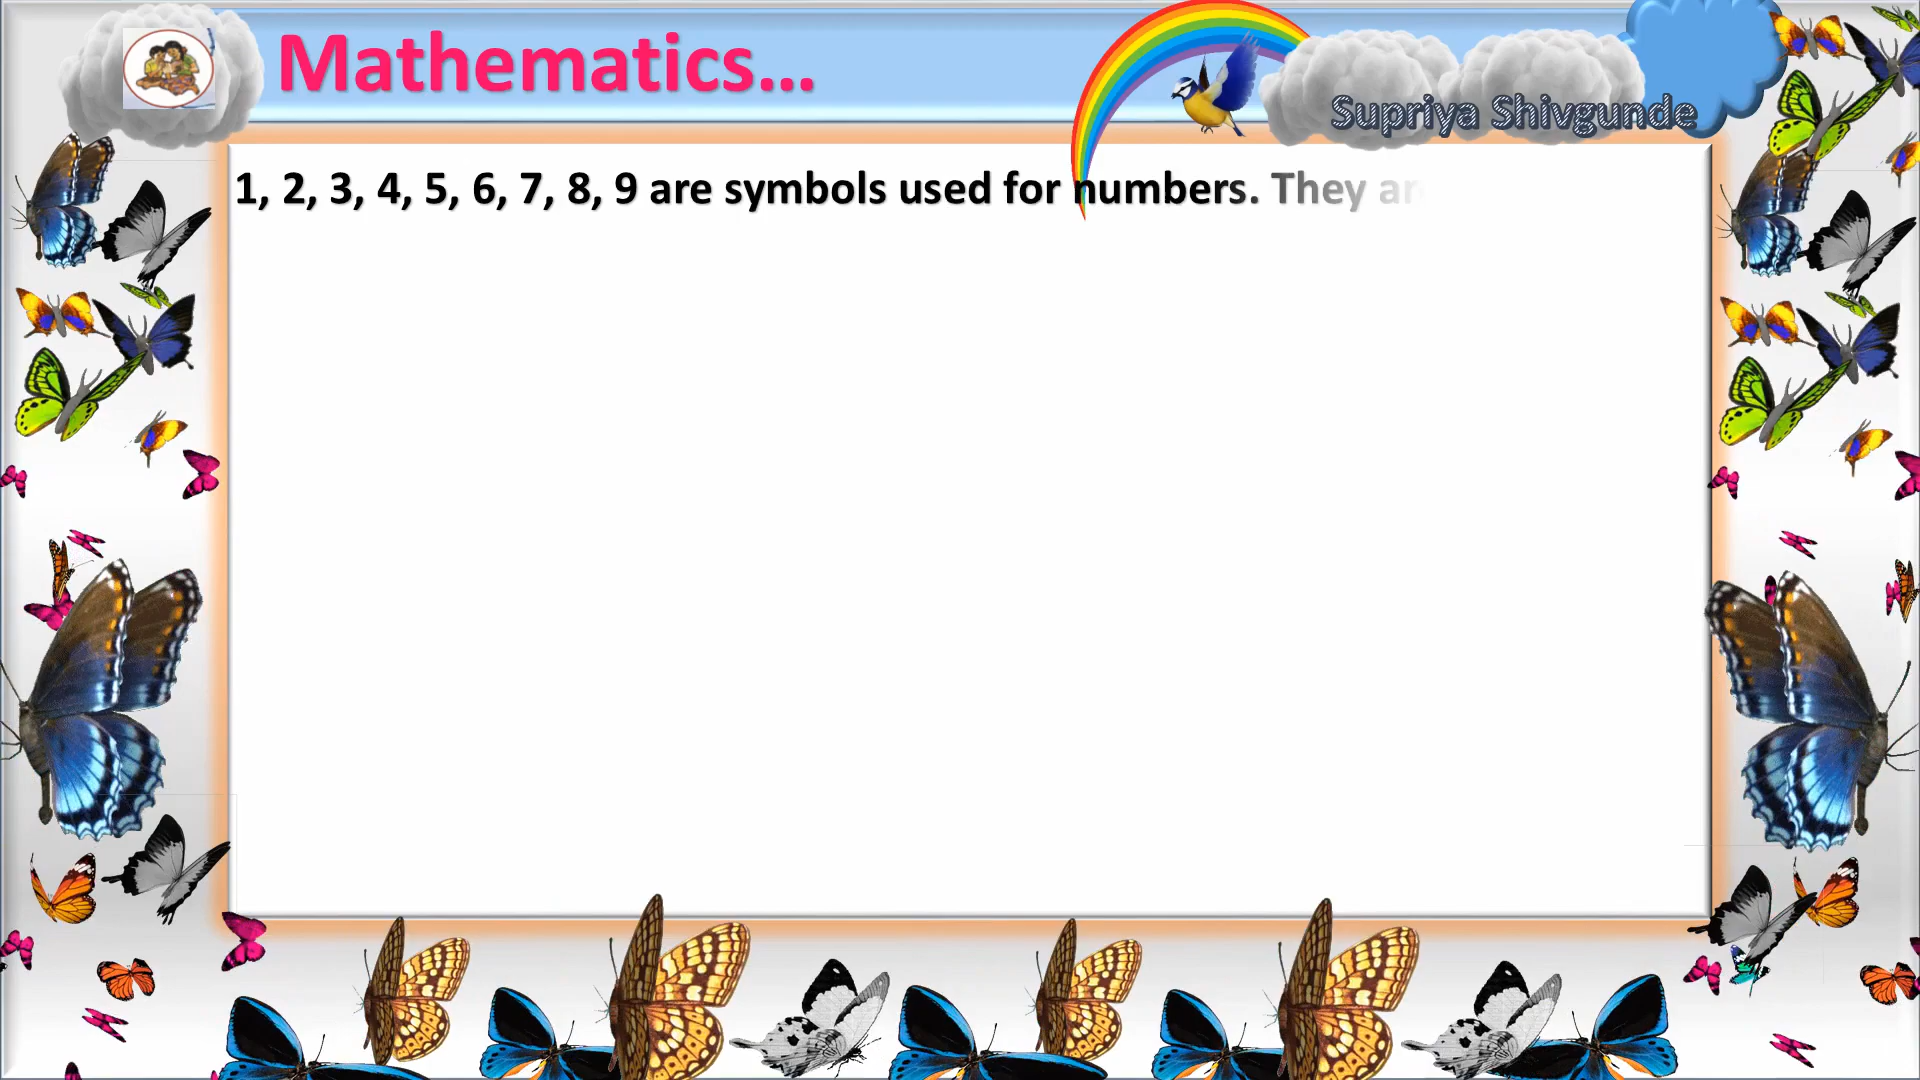 Mathematics...
Supriya Shivgunde
1, 2, 3, 4, 5, 6, 7, 8, 9 are symbols used for numbers. They